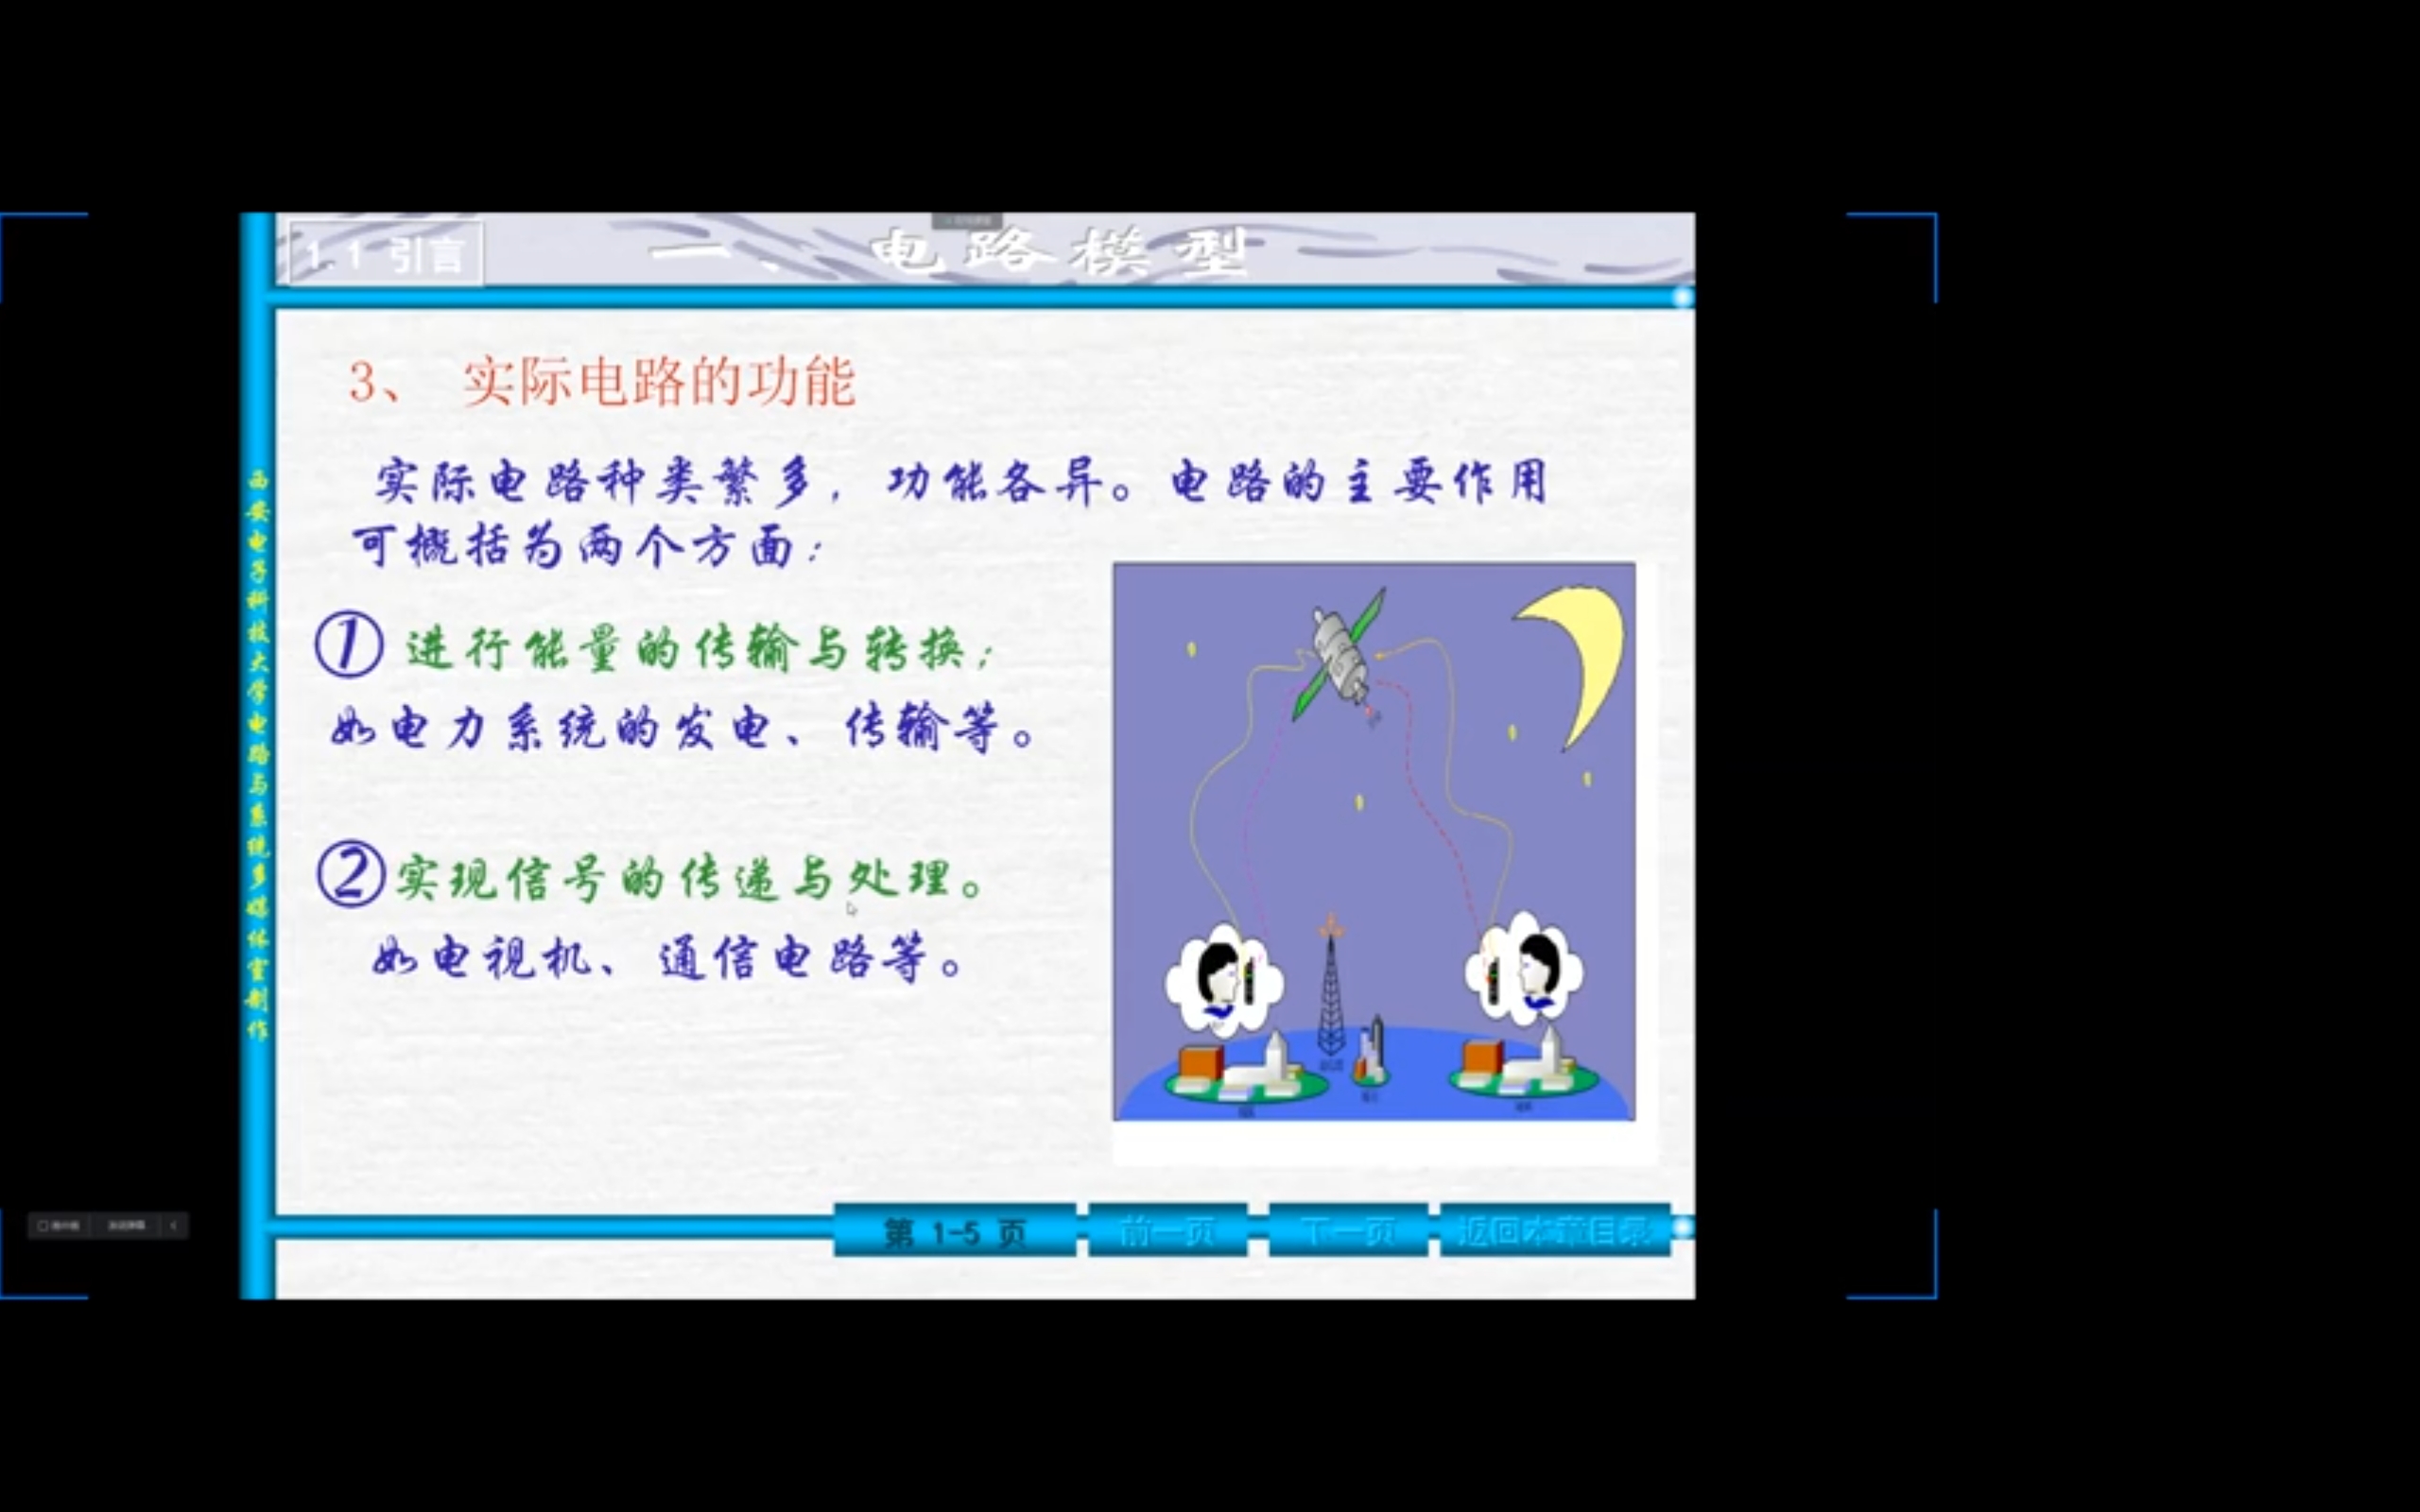 1.1 引言
一、 电路模型
3、 实际电路的功能
实际电路种类繁多，功能各异。电路的主要作用
可概括为两个方面：
① 进行能量的传输与转换；
如电力系统的发电、传输等。
② 实现信号的传递与处理。
如电视机、通信电路等。
西安电子科技大学电路与系统多媒体室制作
第 1-5 页
前一页
下一页
返回本章目录